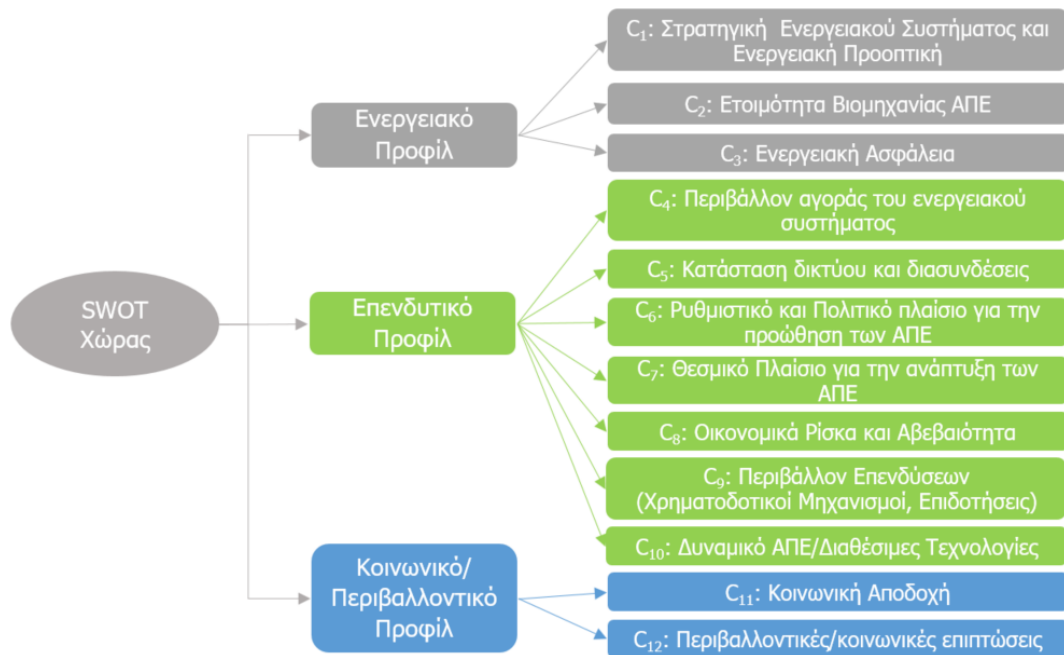 SWOT
Χώρας
Ενεργειακό
Προφίλ
C₁: Στρατηγική Ενεργειακού Συστήματος και
Ενεργειακή Προοπτική
C₂: Ετοιμότητα Βιομηχανίας ΑΠΕ
C₃: Ενεργειακή Ασφάλεια
Επενδυτικό
Προφίλ
C₄: Περιβάλλον αγοράς του ενεργειακού
συστήματος
C₅: Κατάσταση δικτύου και διασυνδέσεις
C₆: Ρυθμιστικό και Πολιτικό πλαίσιο για την
προώθηση των ΑΠΕ
C₇: Θεσμικό Πλαίσιο για την ανάπτυξη των
ΑΠΕ
C₈: Οικονομικά Ρίσκα και Αβεβαιότητα
C₉: Περιβάλλον Επενδύσεων
(Χρηματοδοτικοί Μηχανισμοί, Επιδοτήσεις)
C₁₀: Δυναμικό ΑΠΕ/Διαθέσιμες Τεχνολογίες
Κοινωνικό/
Περιβαλλοντικό
Προφίλ
C₁₁: Κοινωνική Αποδοχή
C₁₂: Περιβαλλοντικές/κοινωνικές επιπτώσεις